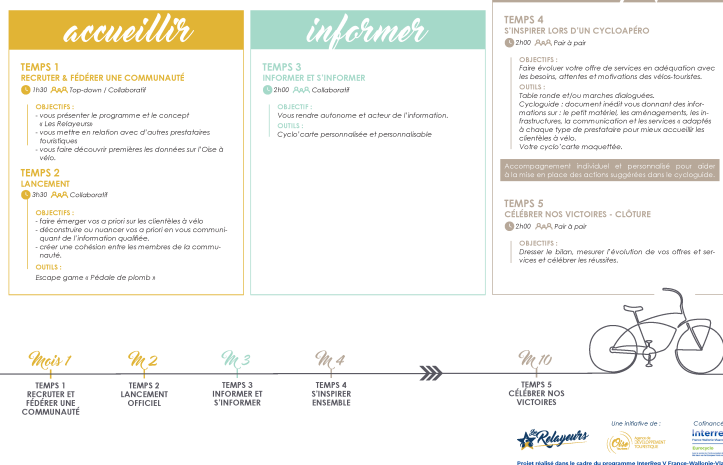 accueillir
TEMPS 1
RECRUTER & FÉDÉRER UNE COMMUNAUTÉ
1h30 Top-down / Collaboratif
OBJECTIFS :
- vous présenter le programme et le concept
« Les Relayeurs»
- vous mettre en relation avec d'autres prestataires
touristiques
- vous faire découvrir premières les données sur l'Oise à
vélo.
TEMPS 2
LANCEMENT
3h30 Collaboratif
OBJECTIFS :
- faire émerger vos a priori sur les clientèles à vélo
- déconstruire ou nuancer vos a priori en vous communi-
quant de l'information qualifiée.
- créer une cohésion entre les membres de la commu-
nauté.
OUTILS :
Escape game « Pédale de plomb »
informer
TEMPS 3
INFORMER ET S'INFORMER
2h00 Collaboratif
OBJECTIF :
Vous rendre autonome et acteur de l'information.
OUTILS :
Cyclo'carte personnalisée et personnalisable
TEMPS 4
S'INSPIRER LORS D'UN CYCLOAPÉRO
2h00 Pair à pair
OBJECTIFS :
Faire évoluer votre offre de services en adéquation avec
les besoins, attentes et motivations des vélos-touristes.
OUTILS :
Table ronde et/ou marches dialoguées.
Cycloguide : document inédit vous donnant des infor-
mations sur : le petit matériel, les aménagements, les in-
frastructures, la communication et les services « adaptés
à chaque type de prestataire pour mieux accueillir les
clientèles à vélo.
Votre cyclo'carte maquettée.
Accompagnement individuel et personnalisé pour aider
à la mise en place des actions suggérées dans le cycloguide.
TEMPS 5
CÉLÉBRER NOS VICTOIRES - CLÔTURE
2h00 Pair à pair
OBJECTIFS :
Dresser le bilan, mesurer l'évolution de vos offres et ser-
vices et célébrer les réussites.
Mois 1
M 2
M 3
M 4
M 10
TEMPS 1
RECRUTER ET
FÉDÉRER UNE
COMMUNAUTÉ
TEMPS 2
LANCEMENT
OFFICIEL
TEMPS 3
INFORMER ET
S'INFORMER
TEMPS 4
S'INSPIRER
ENSEMBLE
TEMPS 5
CÉLÉBRER NOS
VICTOIRES
Une initiative de :
Cofinancé
Les Relayeurs
Oise
Interre
Projet réalisé dans le cadre du programme Interreg V France-Wallonie-Vla